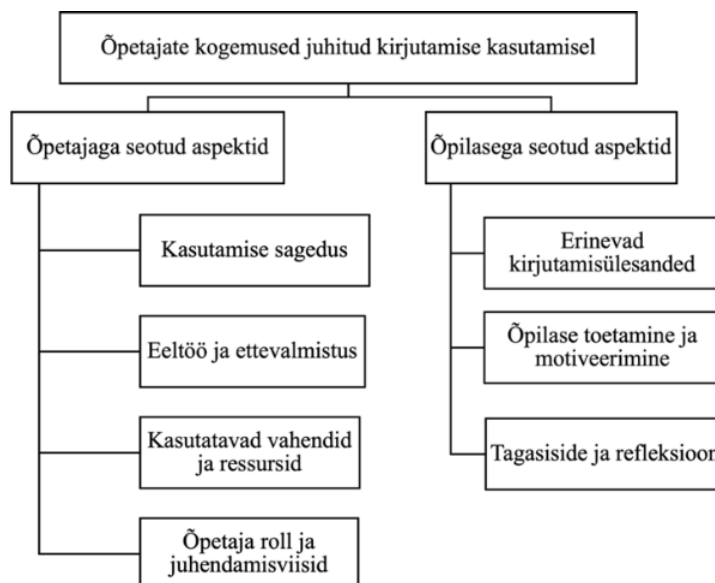 Õpetajate kogemused juhitud kirjutamise kasutamisel
Õpetajaga seotud aspektid
Kasutamise sagedus
Eeltöö ja ettevalmistus
Kasutatavad vahendid
ja ressursid
Õpetaja roll ja
juhendamisviisid
Õpilasega seotud aspektid
Erinevad
kirjutamisülesanded
Õpilase toetamine ja
motiveerimine
Tagasiside ja refleksioon